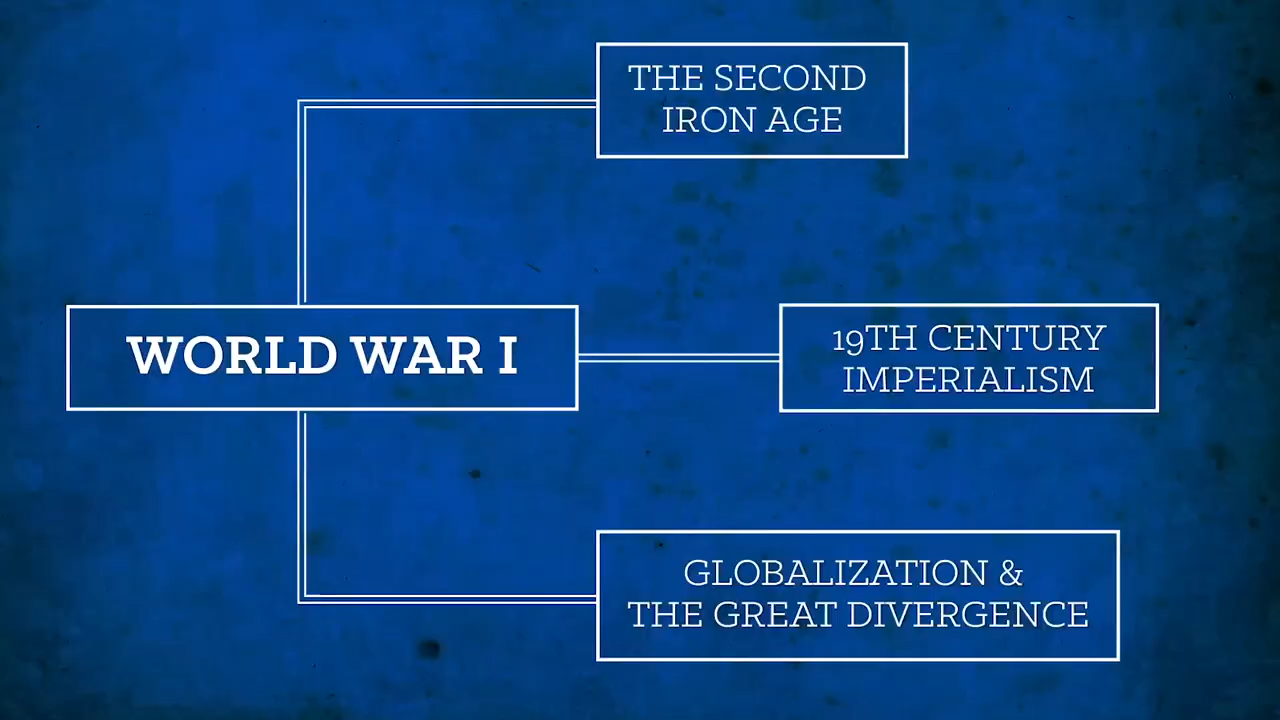 THE SECOND
IRON AGE
WORLD WAR I
19TH CENTURY
IMPERIALISM
GLOBALIZATION &
THE GREAT DIVERGENCE